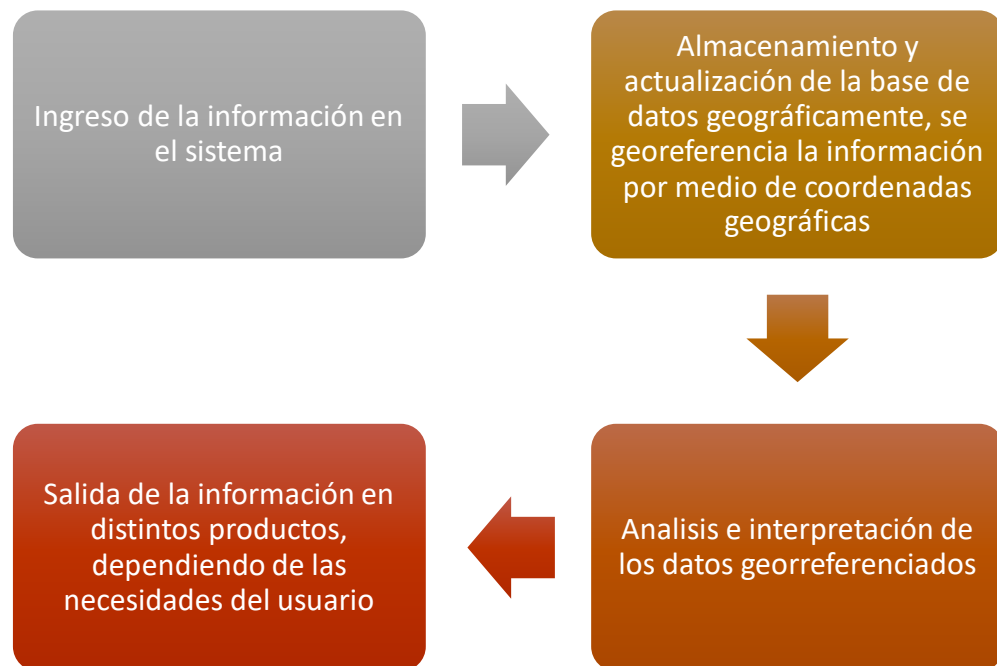 Ingreso de la información en
el sistema
Almacenamiento y
actualización de la base de
datos geográficamente, se
georeferencia la información
por medio de coordenadas
geográficas
Analisis e interpretación de
los datos georreferenciados
Salida de la información en
distintos productos,
dependiendo de las
necesidades del usuario